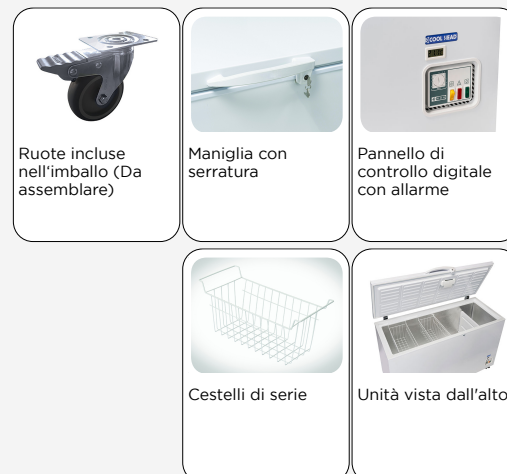 COOL HEAD
Ruote incluse
nell‘imballo (Da
assemblare)
Maniglia con
serratura
Pannello di
controllo digitale
con allarme
Cestelli di serie
Unità vista dall'alto